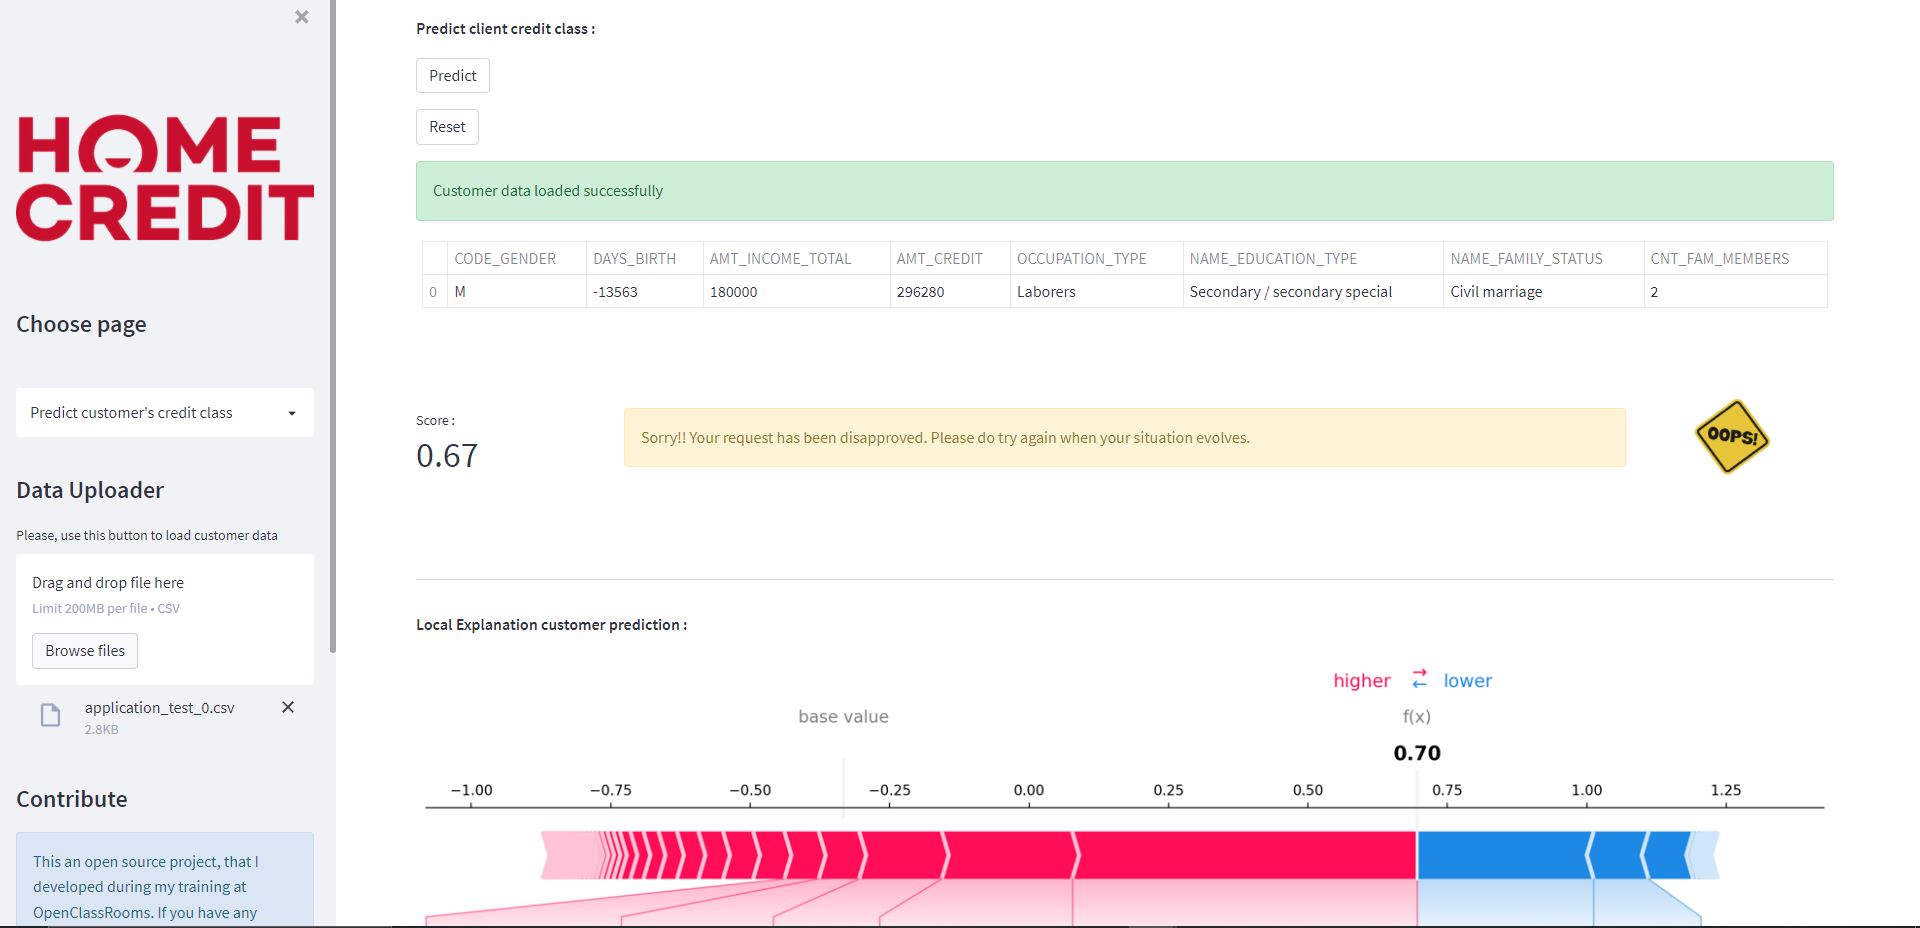 ×
HOME
CREDIT
Choose page
Predict customer's credit class
Data Uploader
Please, use this button to load customer data
Drag and drop file here
Limit 200MB per file • CSV
Browse files
application_test_0.csv
2.8KB
Contribute
This an open source project, that I
developed during my training at
OpenClassRooms. If you have any
Predict client credit class :
Predict
Reset
Customer data loaded successfully
CODE_GENDER DAYS_BIRTH AMT_INCOME_TOTAL AMT_CREDIT OCCUPATION_TYPE NAME_EDUCATION_TYPE NAME_FAMILY_STATUS CNT_FAM_MEMBERS
0 M -13563 180000 296280 Laborers Secondary / secondary special Civil marriage 2
Score :
0.67
Sorry!! Your request has been disapproved. Please do try again when your situation evolves.
OOPS!
Local Explanation customer prediction :
higher ⇄ lower
base value f(x)
0.70
−1.00 −0.75 −0.50 −0.25 0.00 0.25 0.50 0.75 1.00 1.25